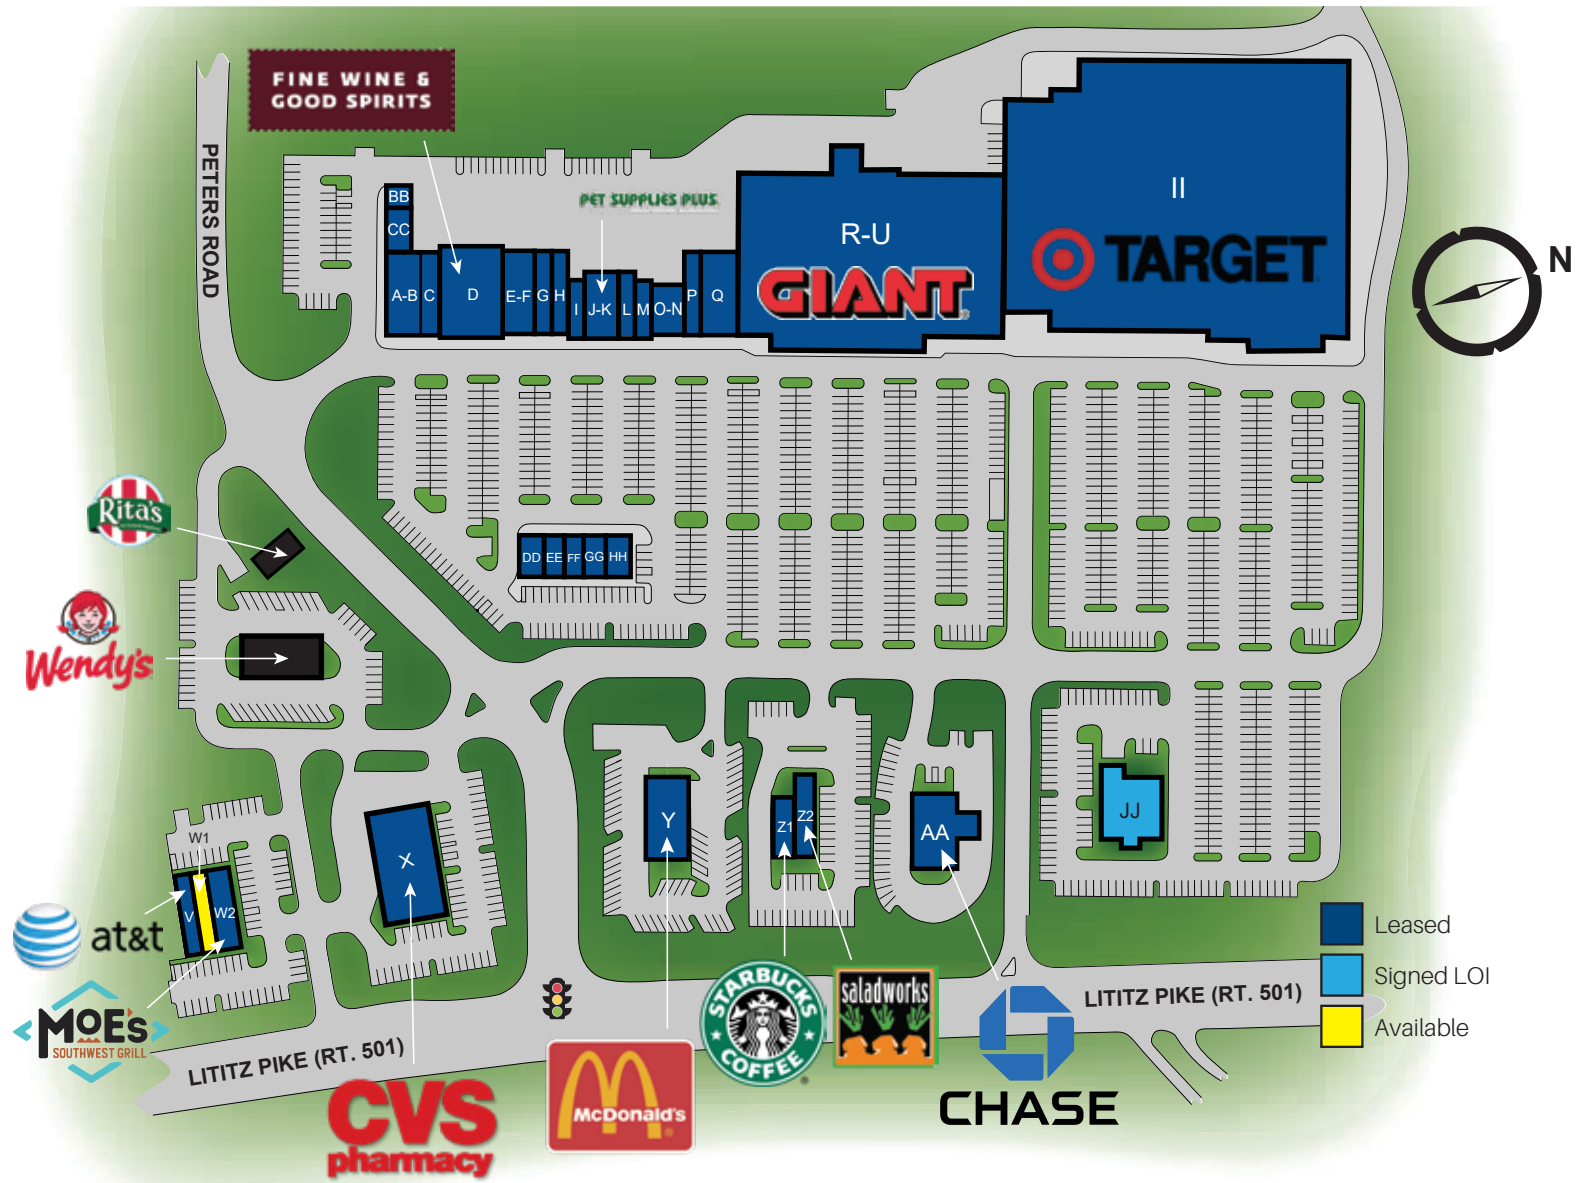 FINE WINE &
GOOD SPIRITS
PETERS ROAD
PET SUPPLIES PLUS
BB
CC
A-B
C
D
E-F
G
H
I
J-K
L
M
O-N
P
Q
R-U
GIANT
II
TARGET
N
Rita's
DD
EE
FF
GG
HH
Wendy's
W1
V
W2
X
Y
Z1
Z2
AA
JJ
at&t
MOE's
SOUTHWEST GRILL
LITITZ PIKE (RT. 501)
CVS
pharmacy
McDonald's
STARBUCKS
COFFEE
saladworks
CHASE
LITITZ PIKE (RT. 501)
Leased
Signed LOI
Available